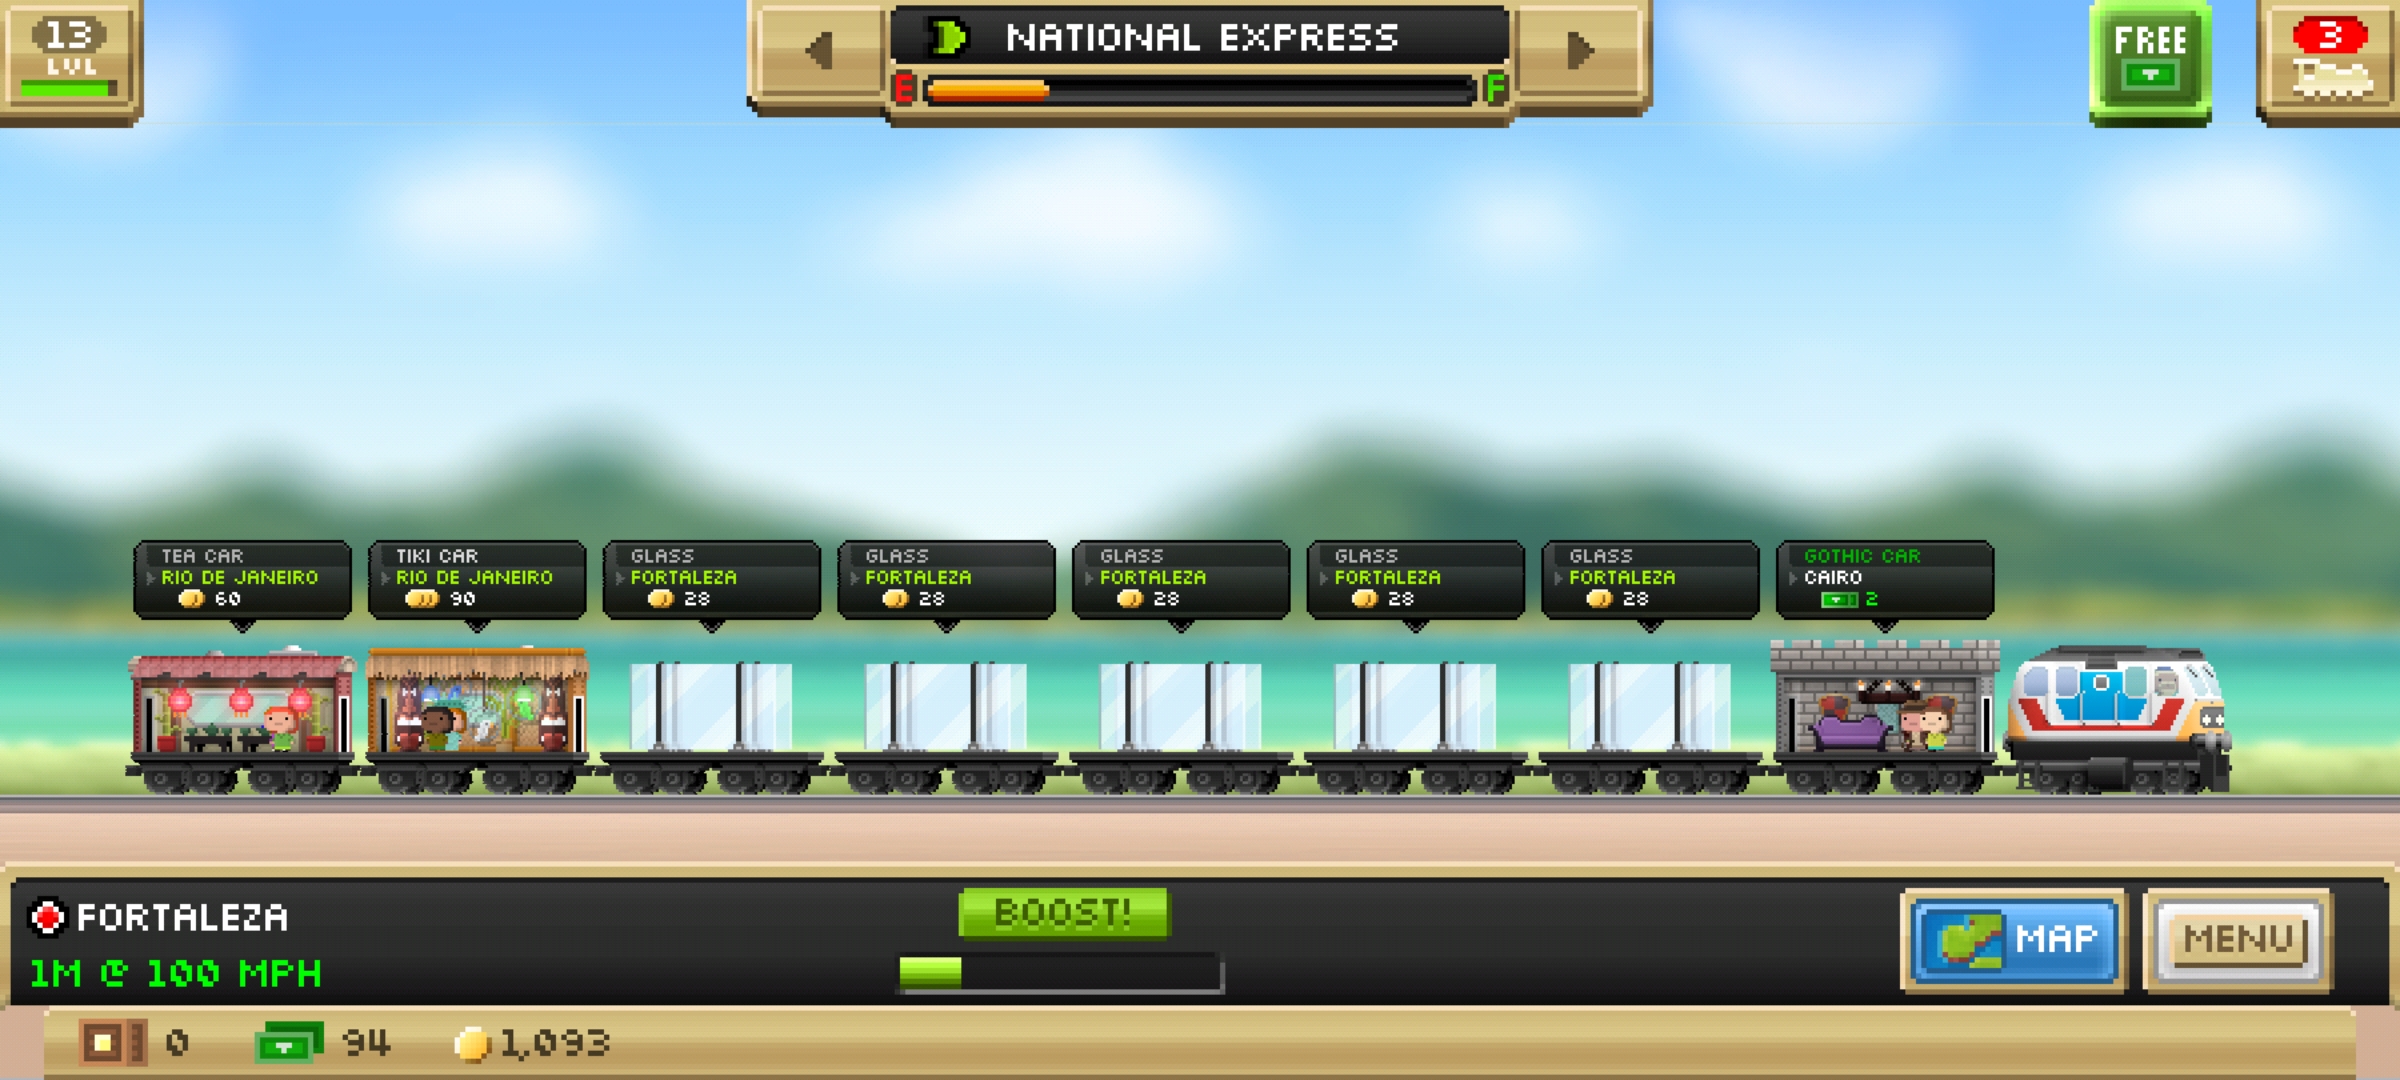 13
LVL
NATIONAL EXPRESS
E
F
FREE
3
TEA CAR
RIO DE JANEIRO
60
TIKI CAR
RIO DE JANEIRO
90
GLASS
FORTALEZA
28
GLASS
FORTALEZA
28
GLASS
FORTALEZA
28
GLASS
FORTALEZA
28
GLASS
FORTALEZA
28
GOTHIC CAR
CAIRO
2
FORTALEZA
1M @ 100 MPH
BOOST!
MAP
MENU
0
94
1,093